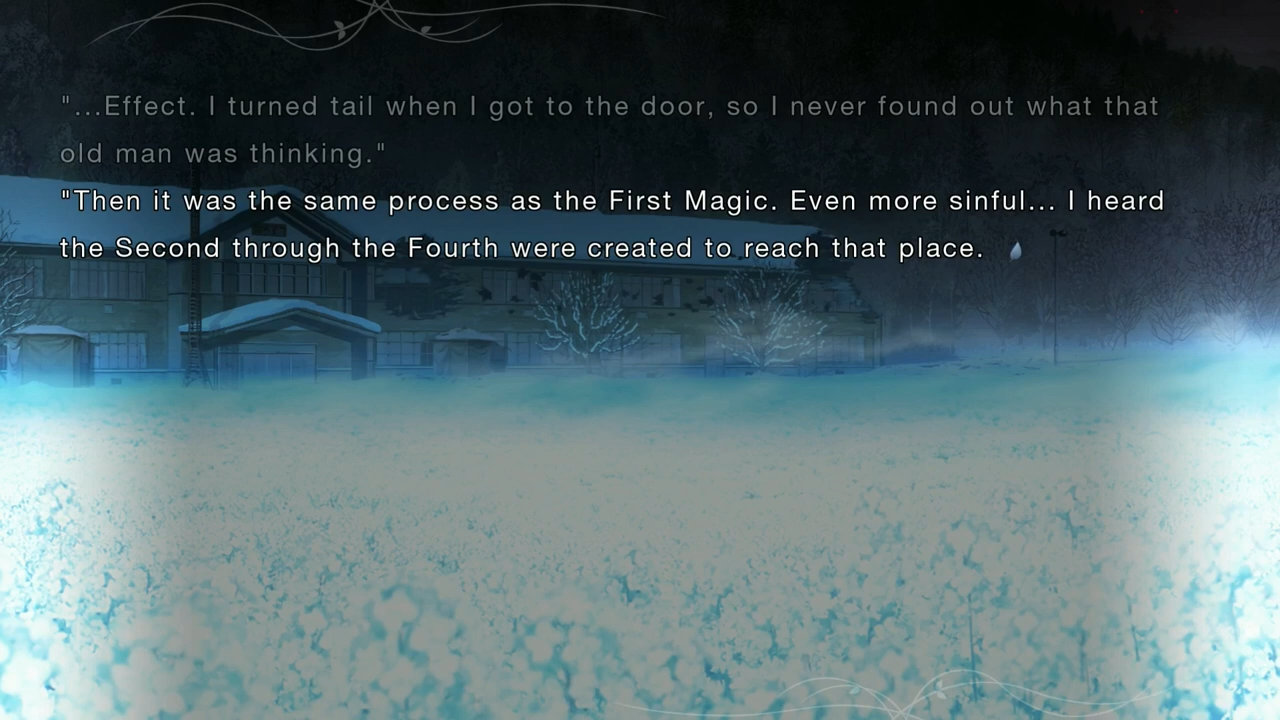 "...Effect. I turned tail when I got to the door, so I never found out what that
old man was thinking."
"Then it was the same process as the First Magic. Even more sinful... I heard
the Second through the Fourth were created to reach that place.